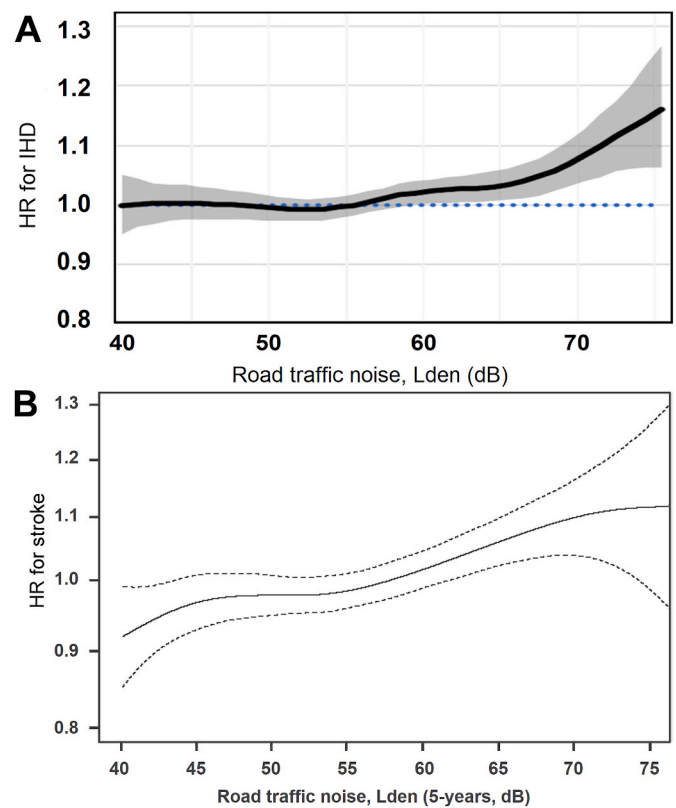 A
1.3
1.2
1.1
1.0
0.9
0.8
HR for IHD
40 50 60 70
Road traffic noise, Lden (dB)
B
1.3
1.2
1.1
1.0
0.9
0.8
HR for stroke
40 45 50 55 60 65 70 75
Road traffic noise, Lden (5-years, dB)